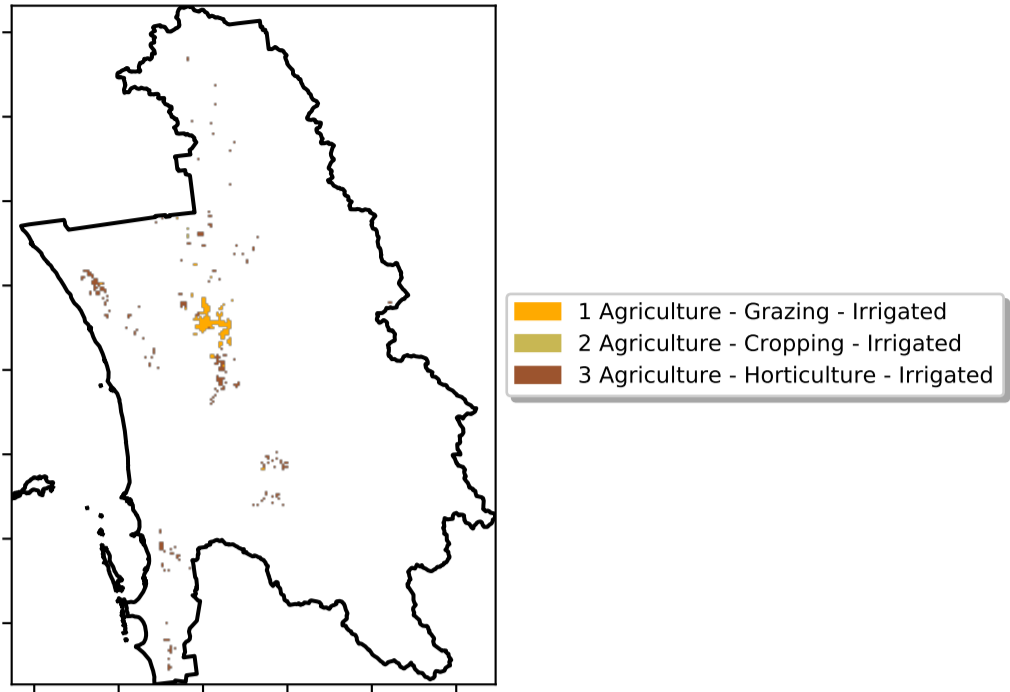 1 Agriculture - Grazing - Irrigated
2 Agriculture - Cropping - Irrigated
3 Agriculture - Horticulture - Irrigated